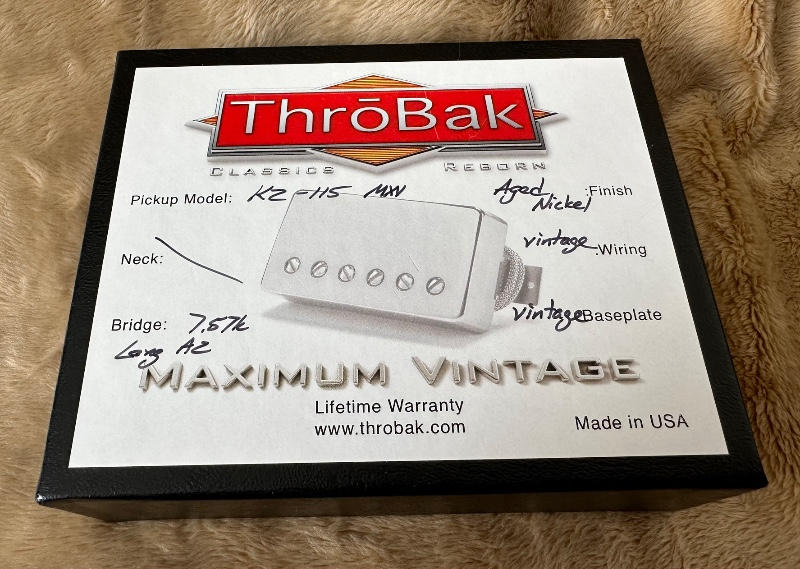 ThrōBak
CLASSICS REBORN
Pickup Model: KZ-115 MXV
Aged :Finish
Nickel
Neck:
vintage :Wiring
Bridge: 7.57k
vintage Baseplate
Long A2
MAXIMUM VINTAGE
Lifetime Warranty
www.throbak.com
Made in USA